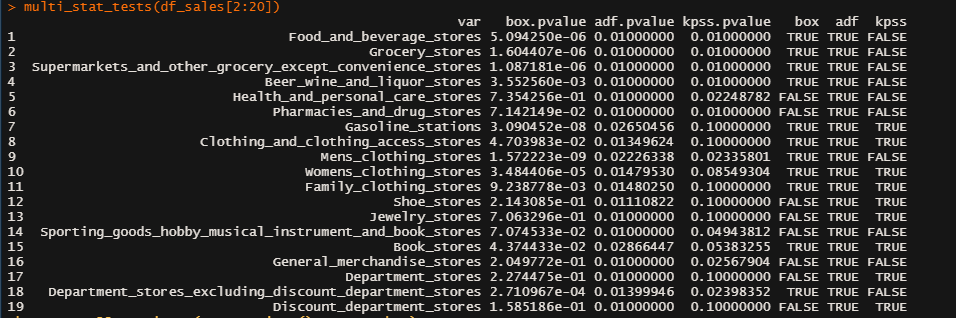 > multi_stat_tests(df_sales[2:20])
var box.pvalue adf.pvalue kpss.pvalue box adf kpss
1 Food_and_beverage_stores 5.094250e-06 0.01000000 0.01000000 TRUE TRUE FALSE
2 Grocery_stores 1.604407e-06 0.01000000 0.01000000 TRUE TRUE FALSE
3 Supermarkets_and_other_grocery_except_convenience_stores 1.087181e-06 0.01000000 0.01000000 TRUE TRUE FALSE
4 Beer_wine_and_liquor_stores 3.552560e-03 0.01000000 0.01000000 TRUE TRUE FALSE
5 Health_and_personal_care_stores 7.354256e-01 0.01000000 0.02248782 FALSE TRUE FALSE
6 Pharmacies_and_drug_stores 7.142149e-02 0.01000000 0.01000000 FALSE TRUE FALSE
7 Gasoline_stations 3.090452e-08 0.02650456 0.10000000 TRUE TRUE TRUE
8 Clothing_and_clothing_access_stores 4.703983e-02 0.01349624 0.10000000 TRUE TRUE TRUE
9 Mens_clothing_stores 1.572223e-09 0.02226338 0.02335801 TRUE TRUE FALSE
10 Womens_clothing_stores 3.484406e-05 0.01479530 0.08549304 TRUE TRUE TRUE
11 Family_clothing_stores 9.238778e-03 0.01480250 0.10000000 TRUE TRUE TRUE
12 Shoe_stores 2.143085e-01 0.01110822 0.10000000 FALSE TRUE TRUE
13 Jewelry_stores 7.063296e-01 0.01000000 0.10000000 FALSE TRUE TRUE
14 Sporting_goods_hobby_musical_instrument_and_book_stores 7.074533e-02 0.01000000 0.04943812 FALSE TRUE FALSE
15 Book_stores 4.374433e-02 0.02866447 0.05383255 TRUE TRUE TRUE
16 General_merchandise_stores 2.049772e-01 0.01000000 0.02567904 FALSE TRUE FALSE
17 Department_stores 2.274475e-01 0.01000000 0.10000000 FALSE TRUE TRUE
18 Department_stores_excluding_discount_department_stores 2.710967e-04 0.01399946 0.02398352 TRUE TRUE FALSE
19 Discount_department_stores 1.585186e-01 0.01000000 0.10000000 FALSE TRUE TRUE